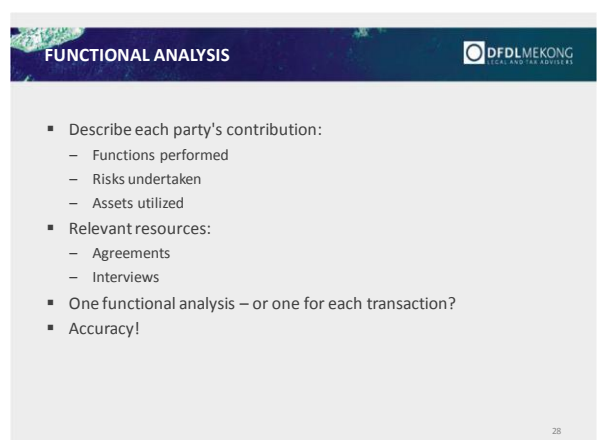 FUNCTIONAL ANALYSIS
DFDLMEKONG
LEGAL AND TAX ADVISERS
▪ Describe each party's contribution:
– Functions performed
– Risks undertaken
– Assets utilized
▪ Relevant resources:
– Agreements
– Interviews
▪ One functional analysis – or one for each transaction?
▪ Accuracy!
28